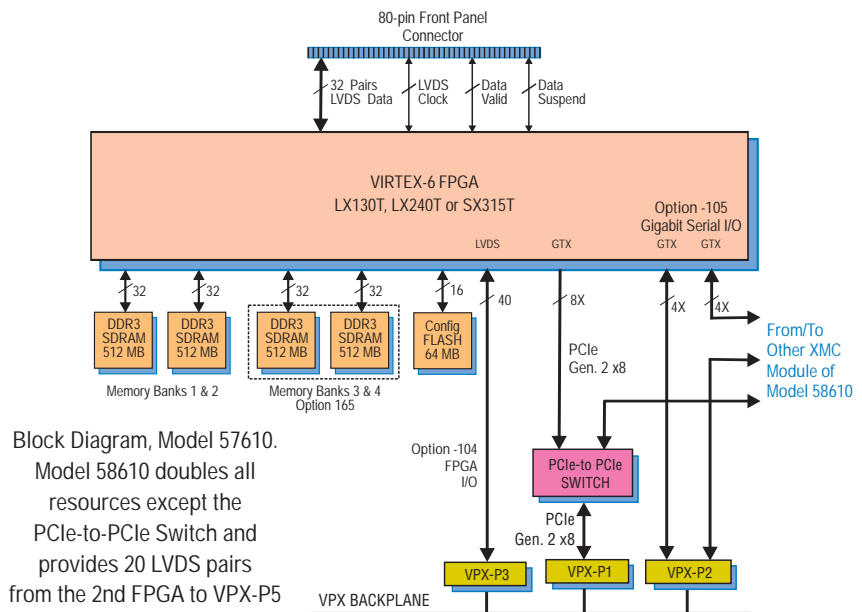 80-pin Front Panel
Connector
32 Pairs
LVDS Data
LVDS
Clock
Data
Valid
Data
Suspend
VIRTEX-6 FPGA
LX130T, LX240T or SX315T
Option -105
Gigabit Serial I/O
LVDS
GTX
GTX
GTX
32
32
32
32
16
40
8X
4X
4X
DDR3
SDRAM
512 MB
DDR3
SDRAM
512 MB
DDR3
SDRAM
512 MB
DDR3
SDRAM
512 MB
Config
FLASH
64 MB
Memory Banks 1 & 2
Memory Banks 3 & 4
Option 165
PCIe
Gen. 2 x8
From/To
Other XMC
Module of
Model 58610
Block Diagram, Model 57610.
Model 58610 doubles all
resources except the
PCIe-to-PCIe Switch and
provides 20 LVDS pairs
from the 2nd FPGA to VPX-P5
Option -104
FPGA
I/O
PCIe-to PCIe
SWITCH
PCIe
Gen. 2 x8
VPX-P3
VPX-P1
VPX-P2
VPX BACKPLANE